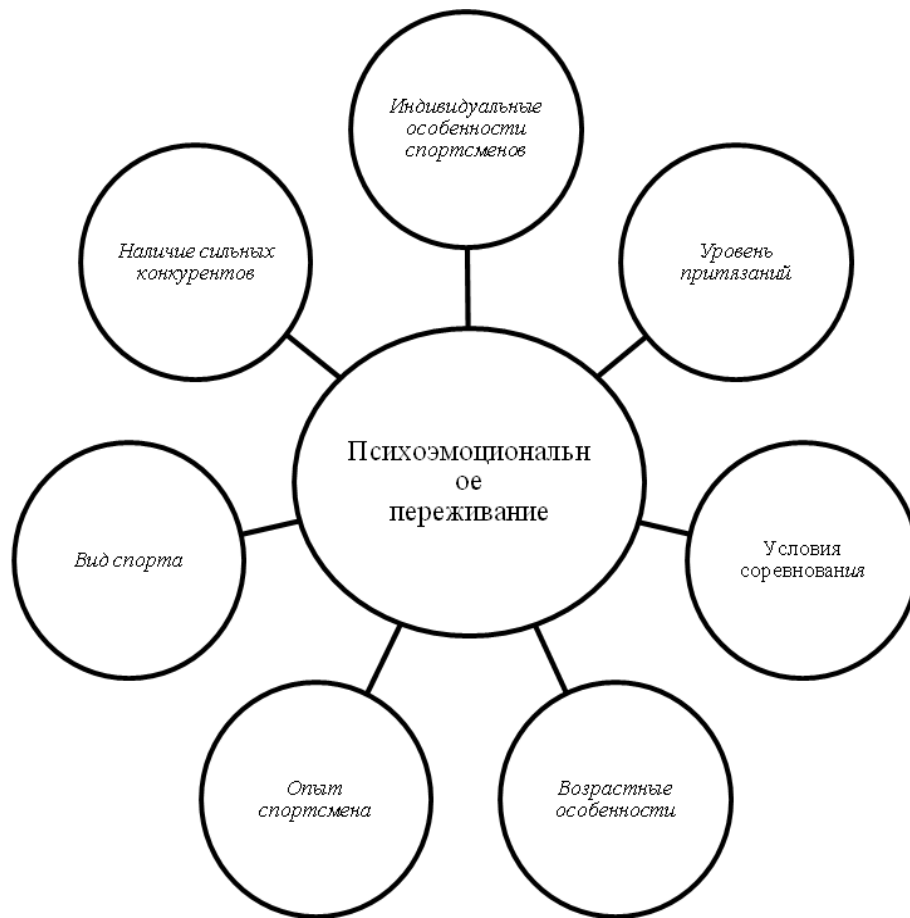 Индивидуальные
особенности
спортсменов
Наличие сильных
конкурентов
Уровень
притязаний
Психоэмоциональн
ое
переживание
Вид спорта
Условия
соревнования
Опыт
спортсмена
Возрастные
особенности